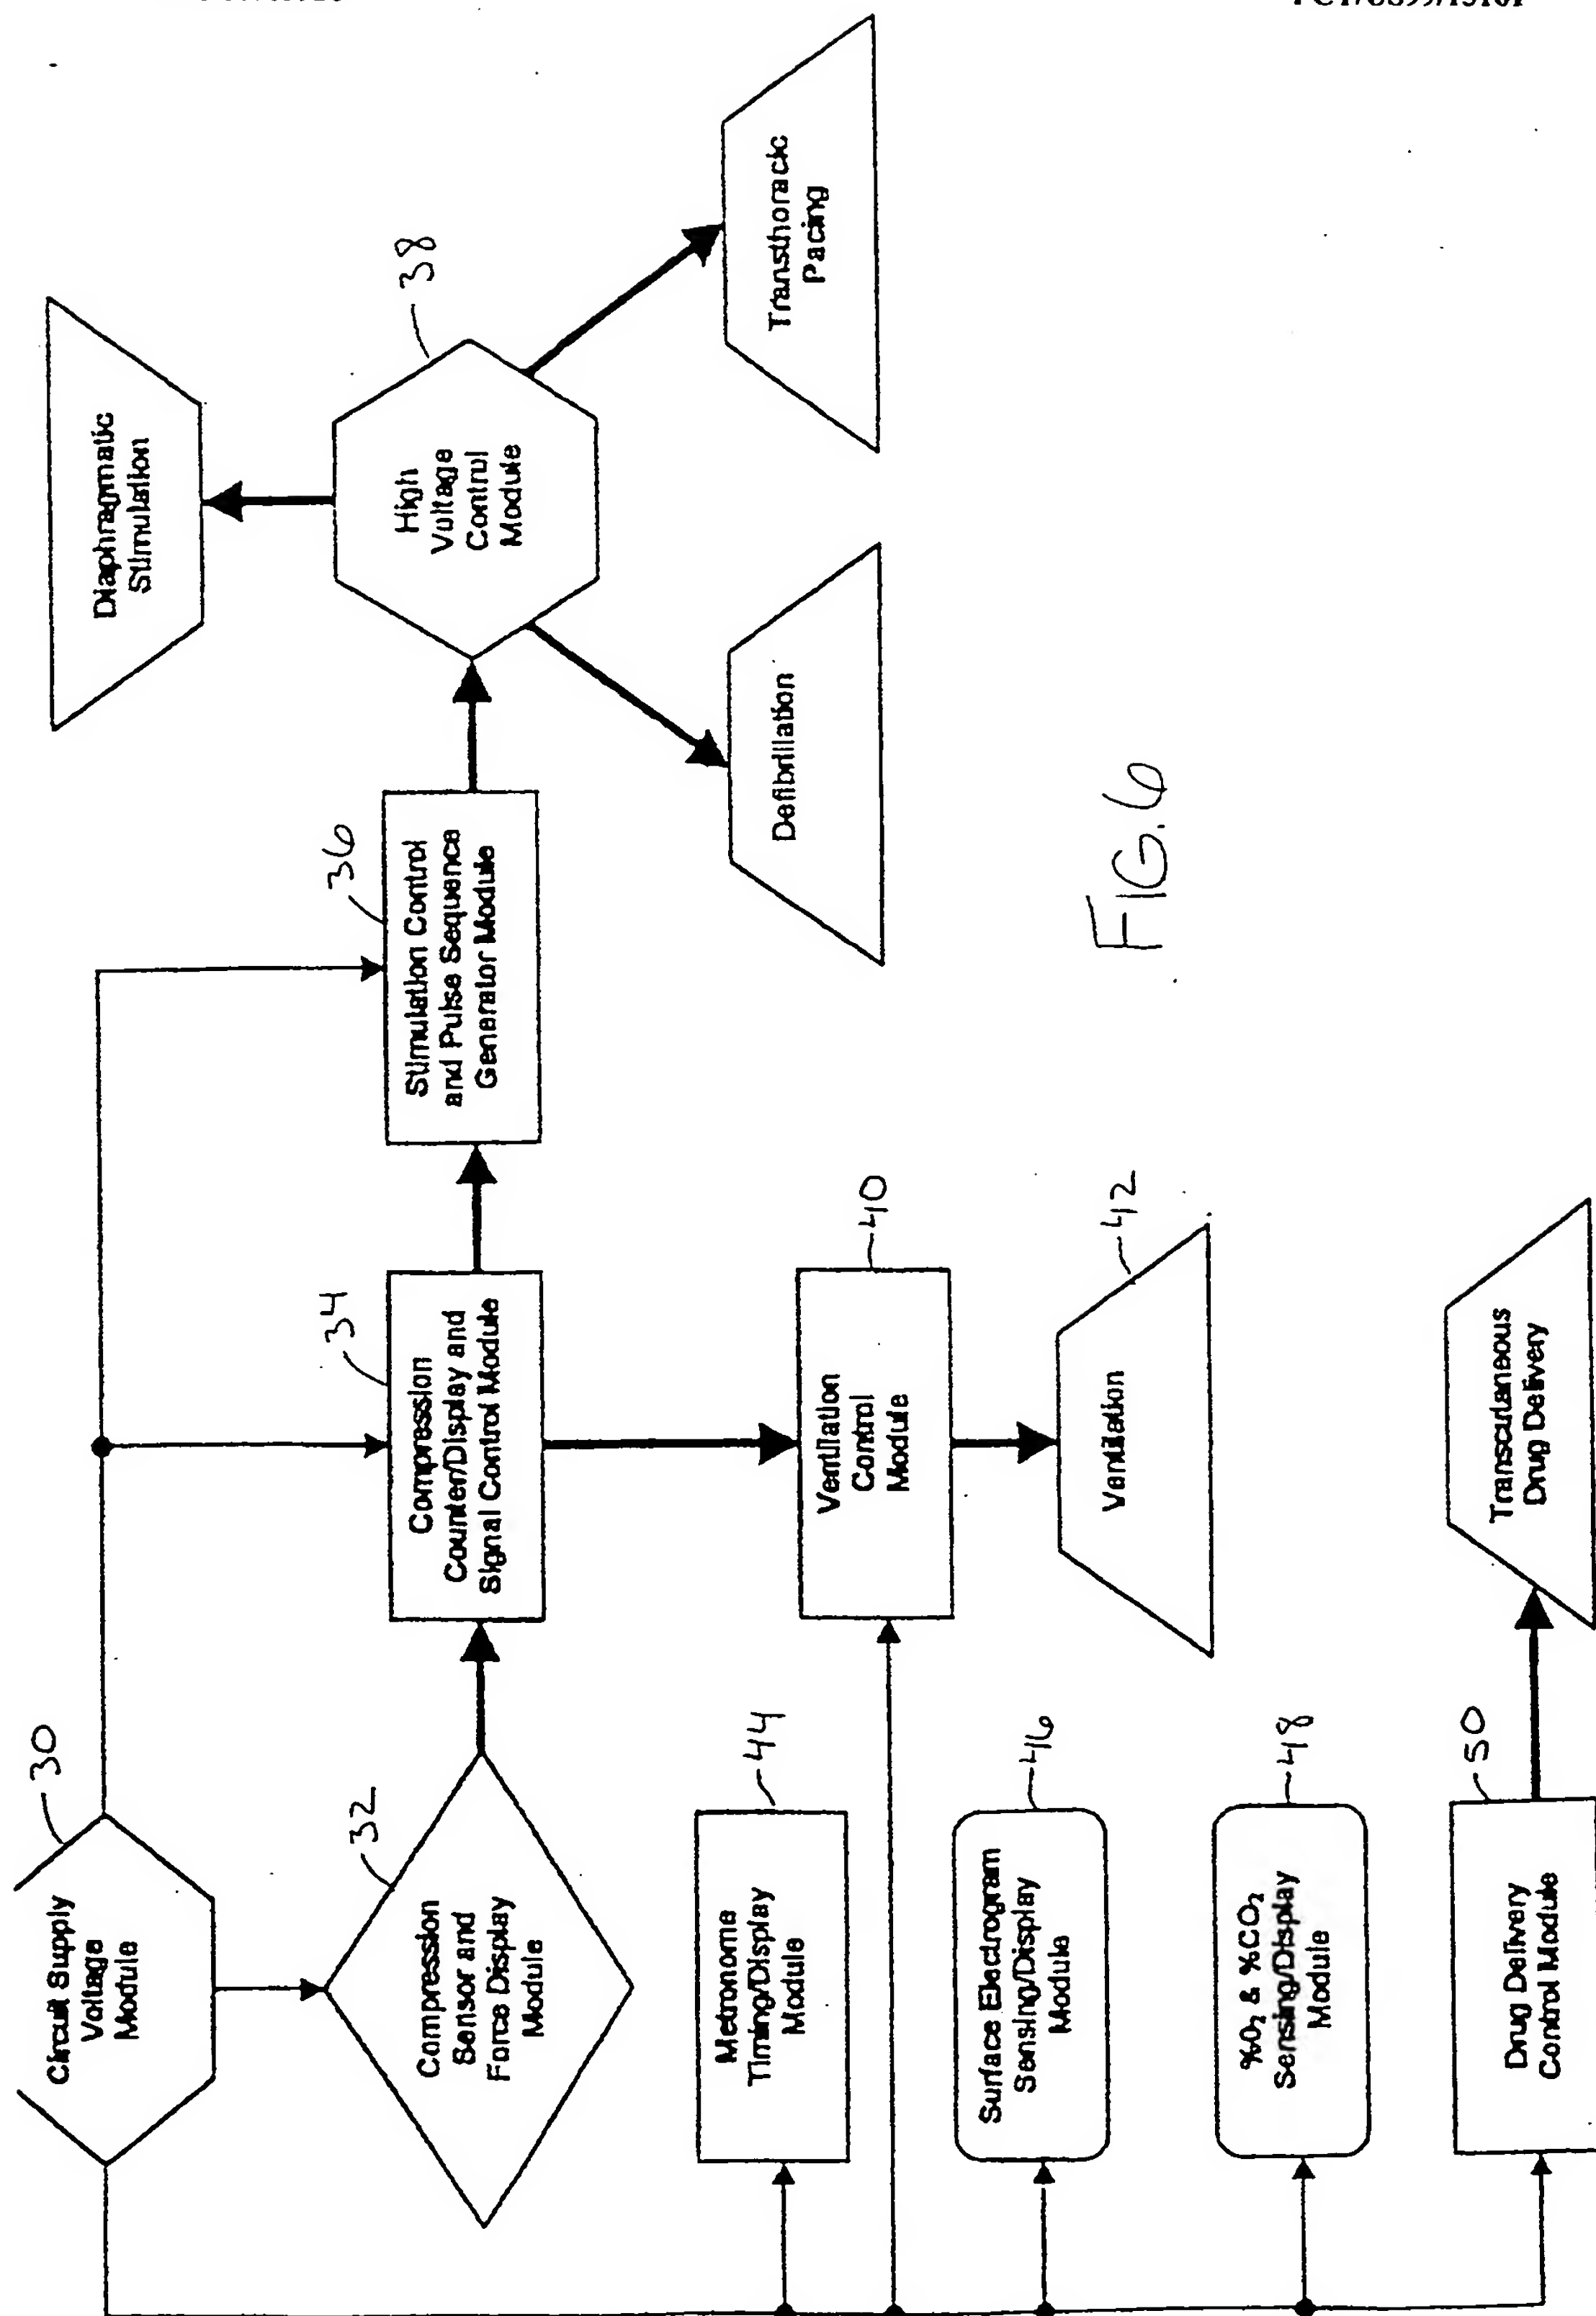 30
Circuit Supply
Voltage
Module
32
Compression
Sensor and
Force Display
Module
34
Compression
Counter/Display and
Signal Control Module
36
Stimulation Control
and Pulse Sequence
Generator Module
38
High
Voltage
Control
Module
Diaphragmatic
Stimulation
Defibrillation
Transthoracic
Pacing
40
Ventilation
Control
Module
42
Ventilation
44
Metronome
Timing/Display
Module
46
Surface Electrogram
Sensing/Display
Module
48
%O₂ & %CO₂
Sensing/Display
Module
50
Drug Delivery
Control Module
Transcutaneous
Drug Delivery
FIG. 6